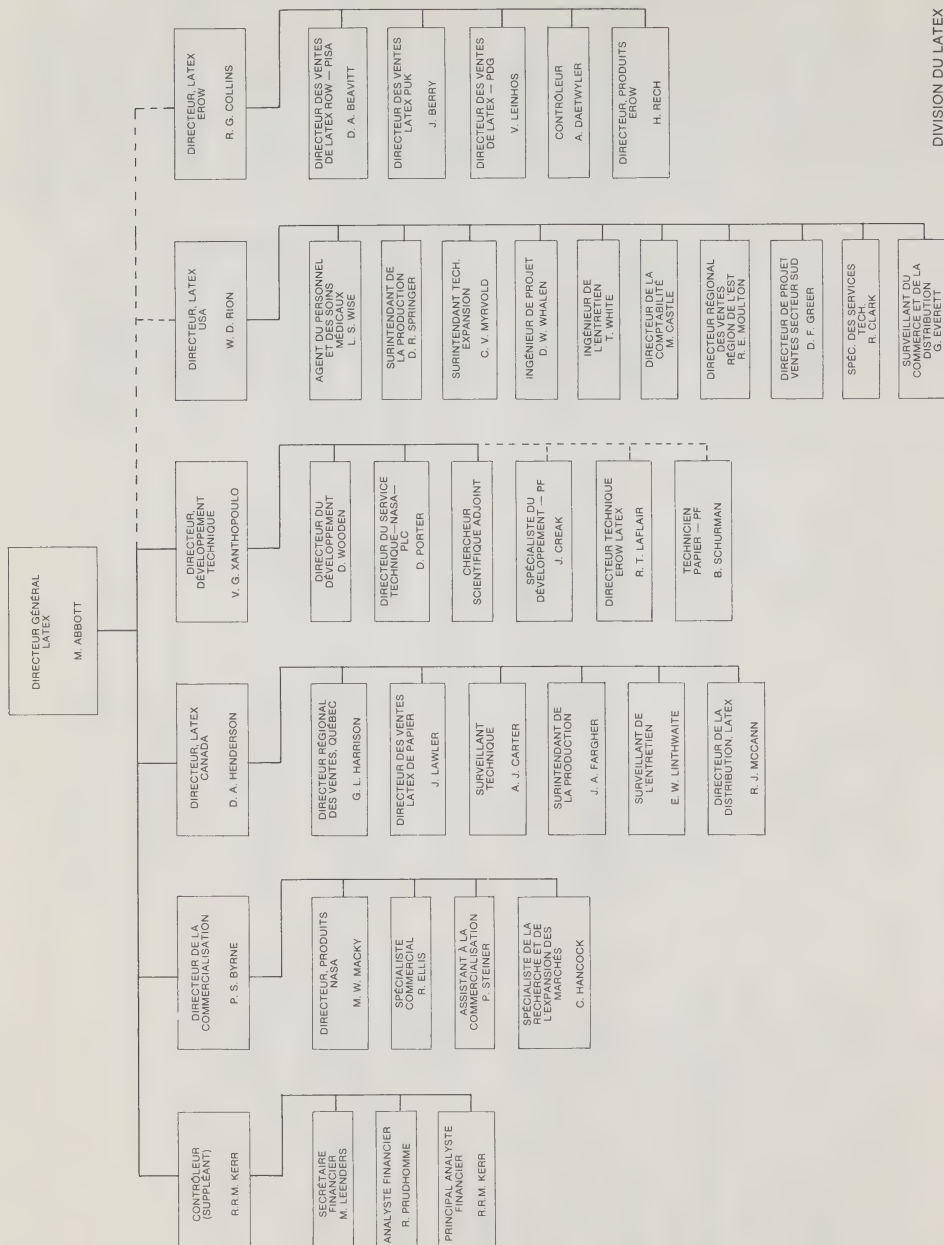 DIRECTEUR GÉNÉRAL
LATEX
M. ABBOTT
CONTRÔLEUR
(SUPPLÉANT)
R.R.M. KERR
SECRÉTAIRE
FINANCIER
M. LEENDERS
ANALYSTE FINANCIER
R. PRUDHOMME
PRINCIPAL ANALYSTE
FINANCIER
R.R.M. KERR
DIRECTEUR DE LA
COMMERCIALISATION
P. S. BYRNE
DIRECTEUR, PRODUITS
NASA
M. W. MACKY
SPÉCIALISTE
COMMERCIAL
R. ELLIS
ASSISTANT À LA
COMMERCIALISATION
P. STEINER
SPÉCIALISTE DE LA
RECHERCHE ET DE
L'EXPANSION DES
MARCHÉS
C. HANCOCK
DIRECTEUR, LATEX
CANADA
D. A. HENDERSON
DIRECTEUR RÉGIONAL
DES VENTES, QUÉBEC
G. L. HARRISON
DIRECTEUR DES VENTES
LATEX DE PAPIER
J. LAWLER
SURVEILLANT
TECHNIQUE
A. J. CARTER
SURINTENDANT DE
LA PRODUCTION
J. A. FARGHER
SURVEILLANT DE
L'ENTRETIEN
E. W. LINTHWAITE
DIRECTEUR DE LA
DISTRIBUTION, LATEX
R. J. MCCANN
DIRECTEUR,
DÉVELOPPEMENT
TECHNIQUE
V. G. XANTHOPOULO
DIRECTEUR DU
DÉVELOPPEMENT
D. WOODEN
DIRECTEUR DU SERVICE
TECHNIQUE—NASA—
PLC
D. PORTER
CHERCHEUR
SCIENTIFIQUE ADJOINT
SPÉCIALISTE DU
DÉVELOPPEMENT — PF
J. CREAK
DIRECTEUR TECHNIQUE
EROW LATEX
R. T. LAFLAIR
TECHNICIEN
PAPIER — PF
B. SCHURMAN
DIRECTEUR, LATEX
USA
W. D. RION
AGENT DU PERSONNEL
ET DES SOINS
MÉDICAUX
L. S. WISE
SURINTENDANT DE
LA PRODUCTION
D. R. SPRINGER
SURINTENDANT TECH.
EXPANSION
C. V. MYRVOLD
INGÉNIEUR DE PROJET
D. W. WHALEN
INGÉNIEUR DE
L'ENTRETIEN
T. WHITE
DIRECTEUR DE LA
COMPTABILITÉ
M. CASTLE
DIRECTEUR RÉGIONAL
DES VENTES
RÉGION DE L'EST
R. E. MOULTON
DIRECTEUR DE PROJET
VENTES SECTEUR SUD
D. F. GREER
SPÉC. DES SERVICES
TECH.
R. CLARK
SURVEILLANT DU
COMMERCE ET DE LA
DISTRIBUTION
G. EVERETT
DIRECTEUR, LATEX
EROW
R. G. COLLINS
DIRECTEUR DES VENTES
DE LATEX ROW — PISA
D. A. BEAVITT
DIRECTEUR DES VENTES
LATEX PUK
J. BERRY
DIRECTEUR DES VENTES
DE LATEX — PDG
V. LEINHOS
CONTRÔLEUR
A. DAETWYLER
DIRECTEUR, PRODUITS
EROW
H. RECH
DIVISION DU LATEX